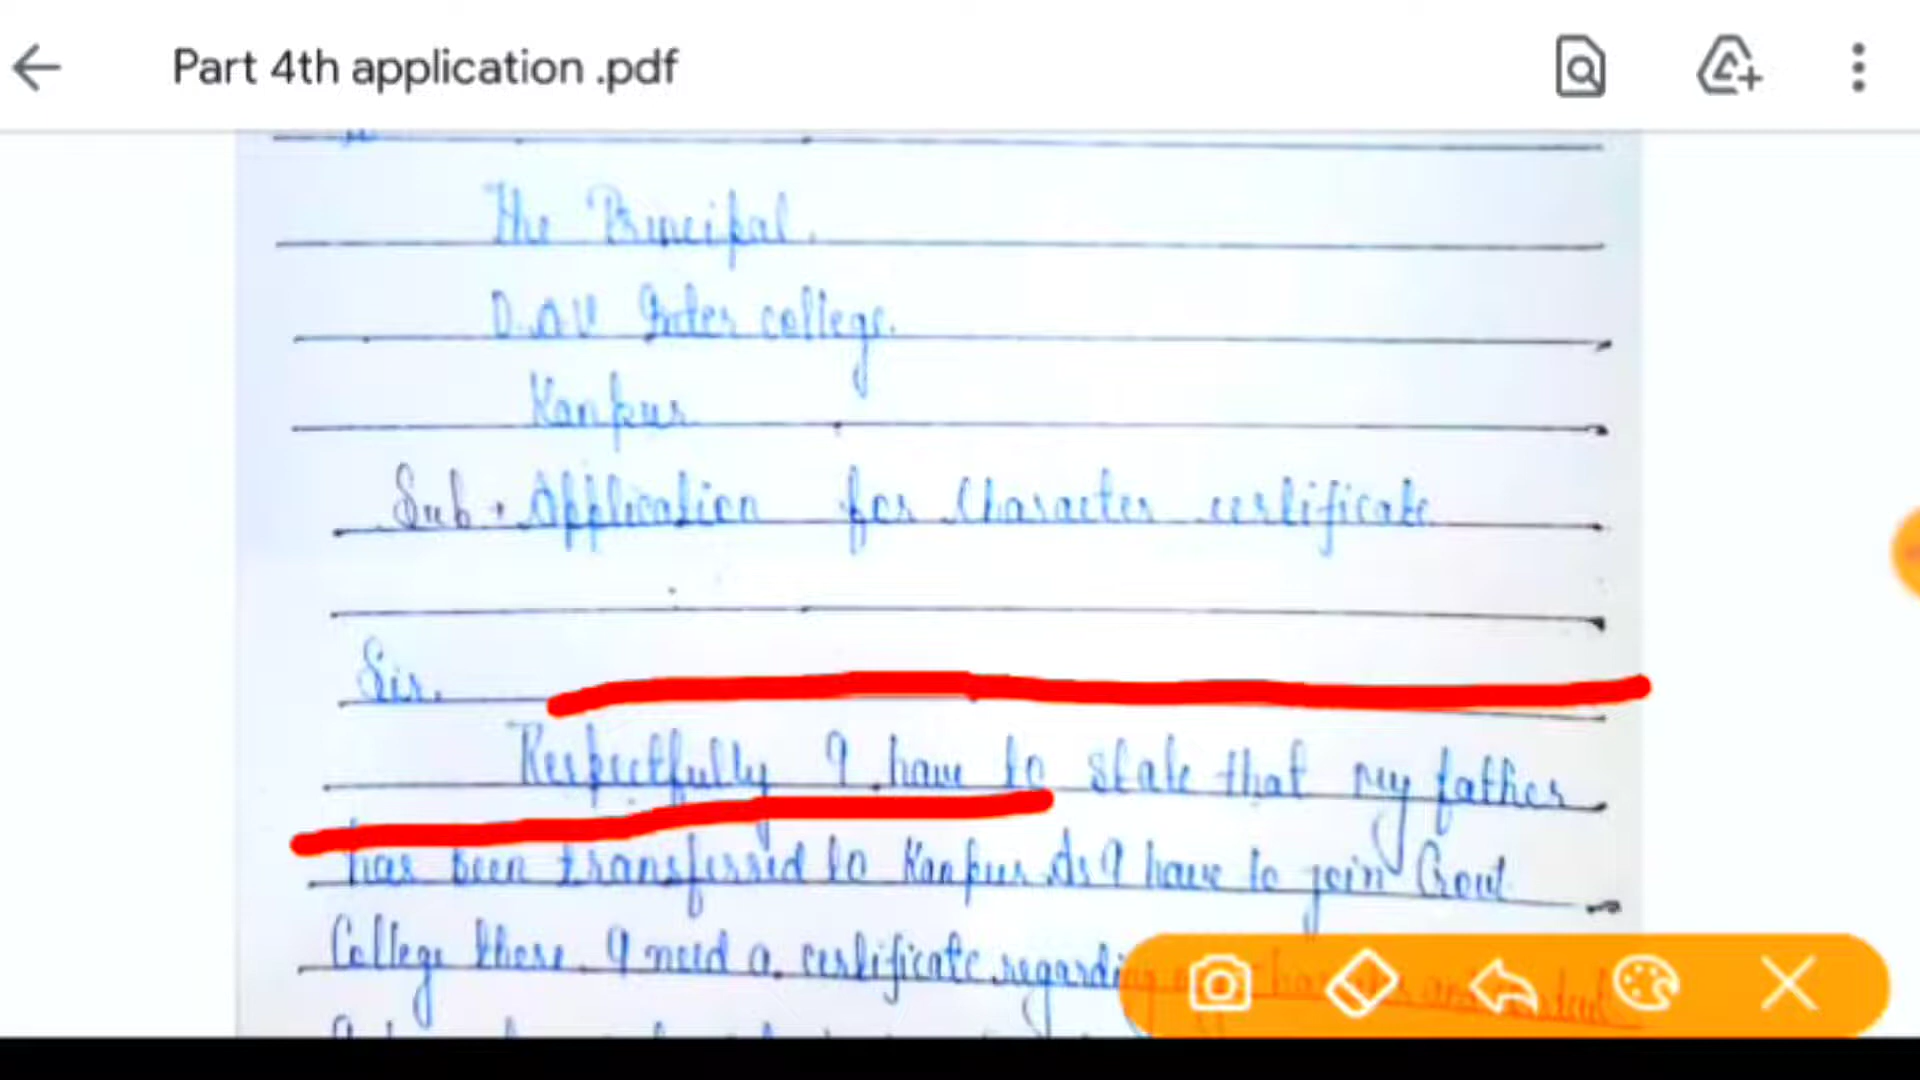 Part 4th application .pdf
The Principal.
D.A.V Inter college.
Kanpur
Sub. Application for Character certificate
Sir.
Respectfully I have to state that my father
has been transferred to Kanpur As I have to join Govt
College there. I need a certificate regarding